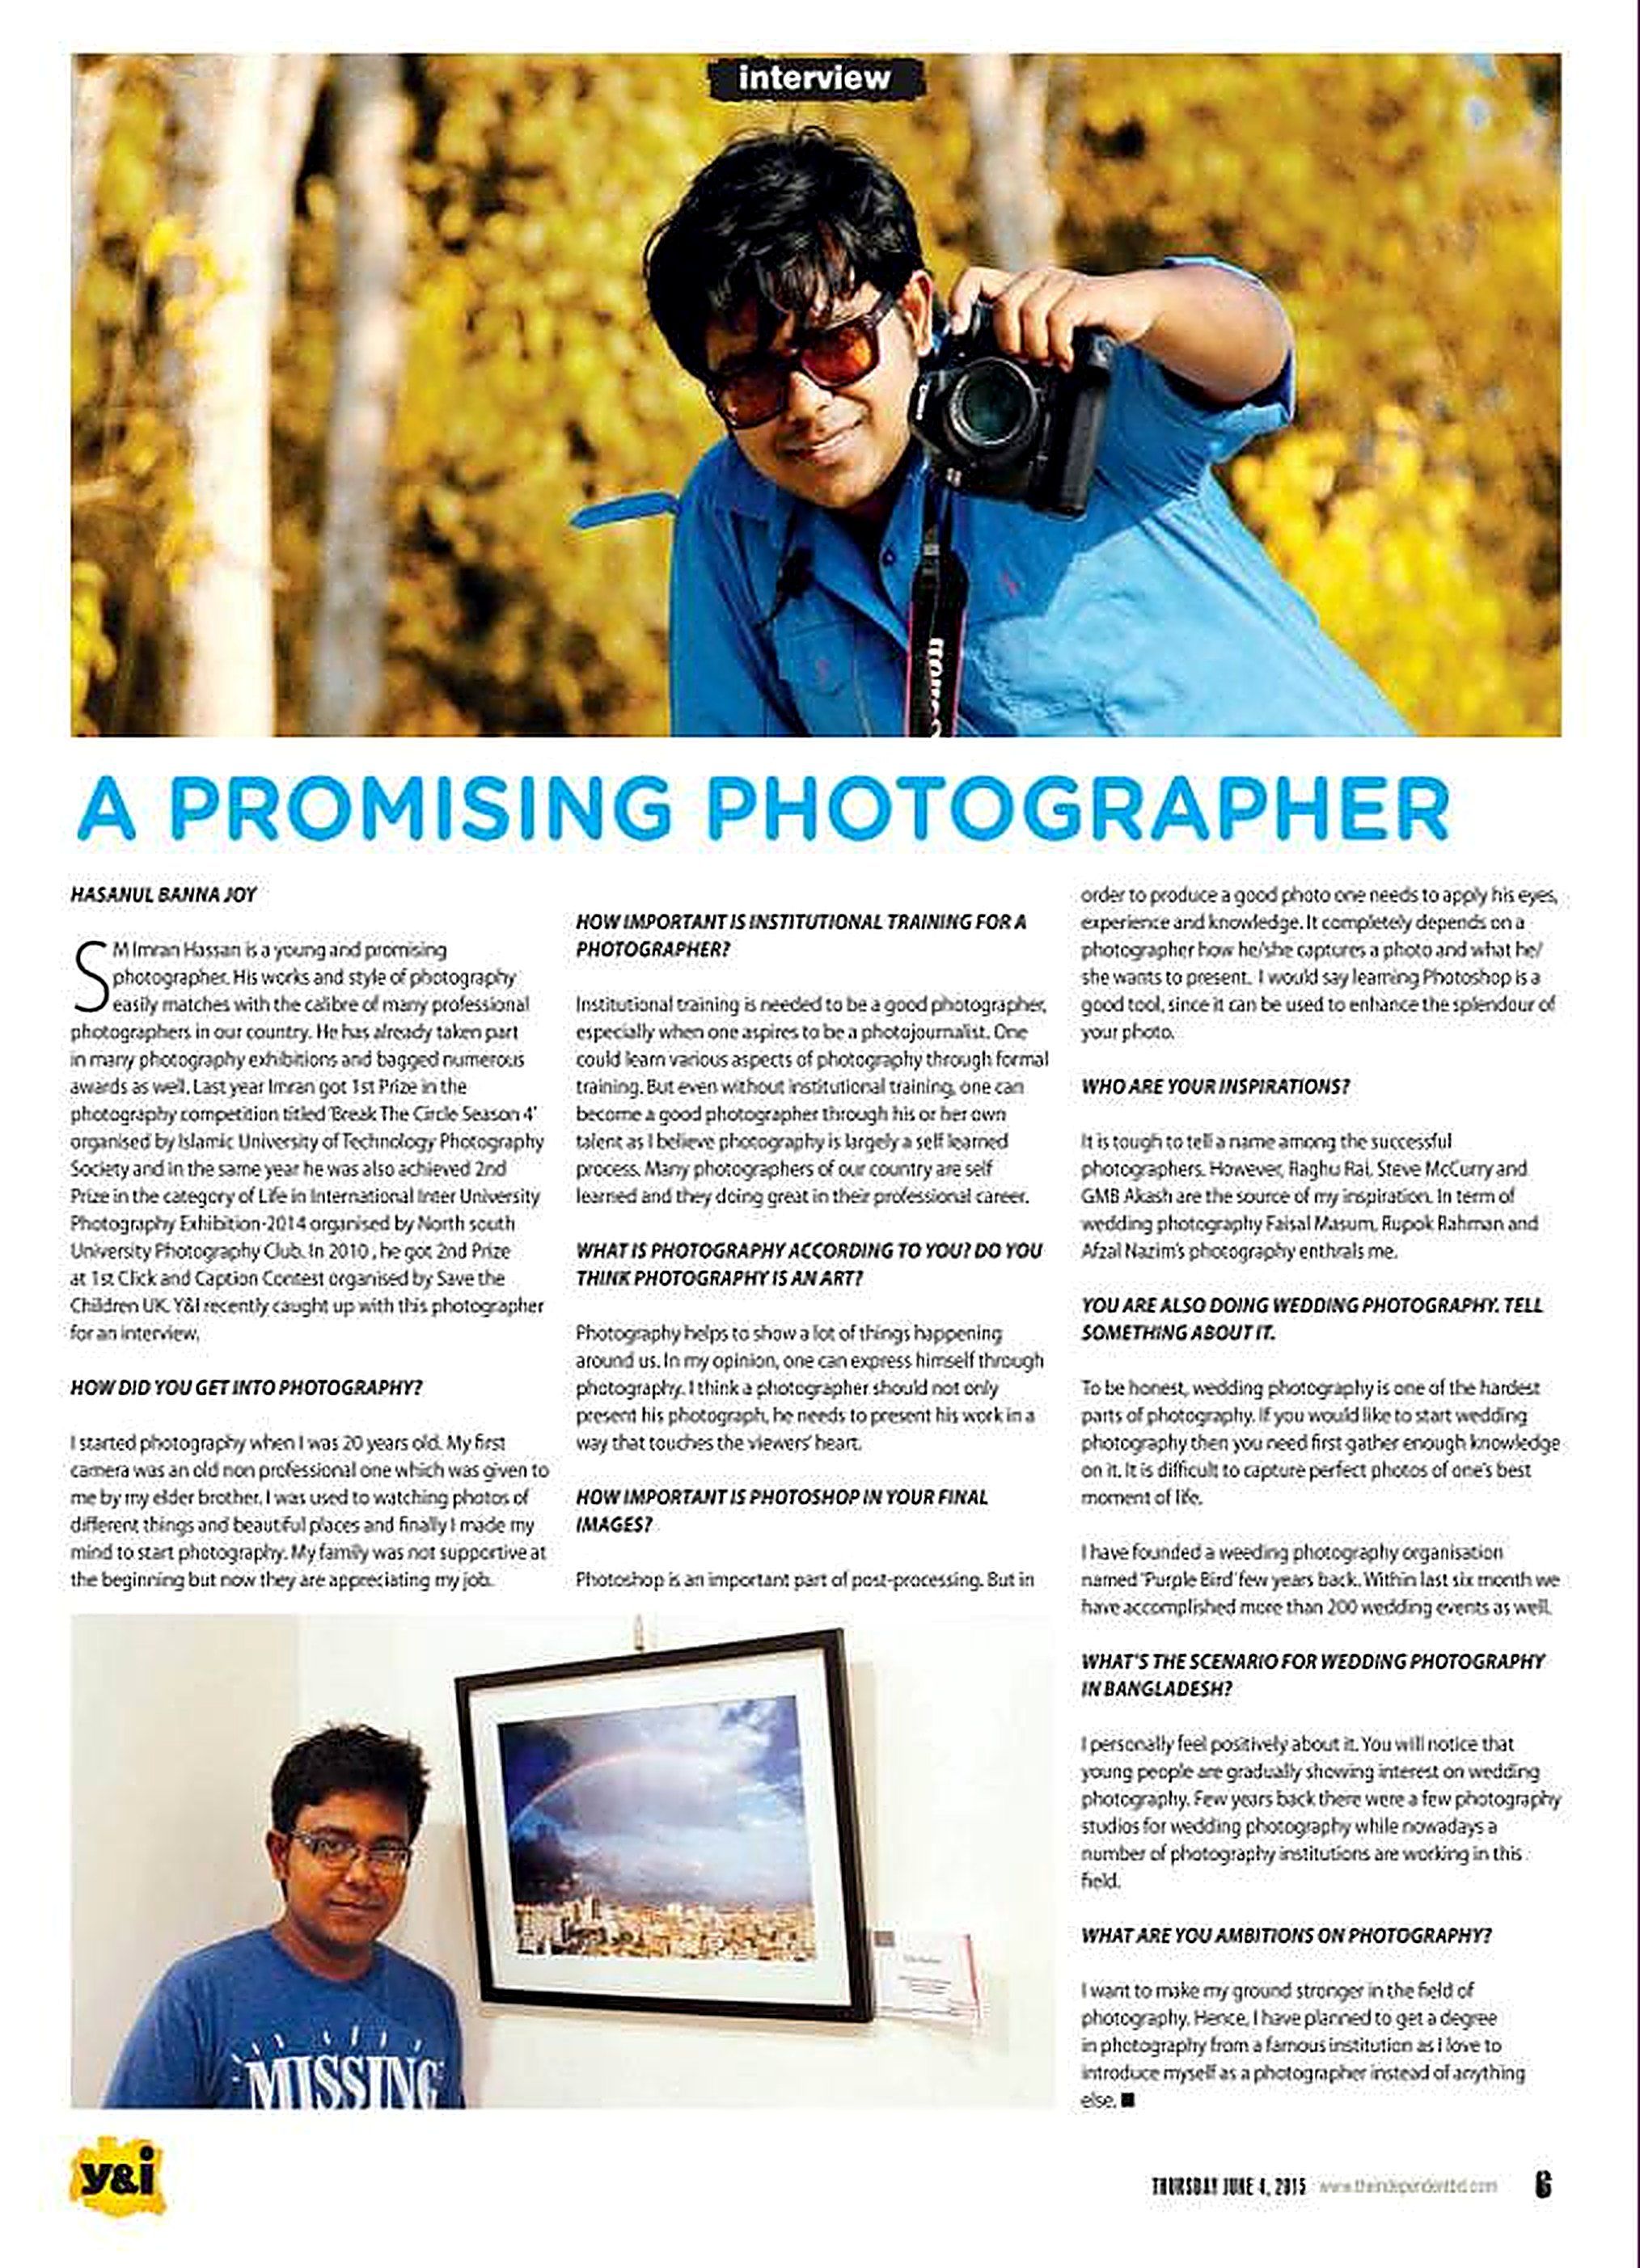 interview
Canon
A PROMISING PHOTOGRAPHER
HASANUL BANNA JOY
S M Imran Hassan is a young and promising
photographer. His works and style of photography
easily matches with the calibre of many professional
photographers in our country. He has already taken part
in many photography exhibitions and bagged numerous
awards as well. Last year Imran got 1st Prize in the
photography competition titled 'Break The Circle Season 4'
organised by Islamic University of Technology Photography
Society and in the same year he was also achieved 2nd
Prize in the category of Life in International Inter University
Photography Exhibition-2014 organised by North south
University Photography Club. In 2010 , he got 2nd Prize
at 1st Click and Caption Contest organised by Save the
Children UK. Y&I recently caught up with this photographer
for an interview.
HOW DID YOU GET INTO PHOTOGRAPHY?
I started photography when I was 20 years old. My first
camera was an old non professional one which was given to
me by my elder brother. I was used to watching photos of
different things and beautiful places and finally I made my
mind to start photography. My family was not supportive at
the beginning but now they are appreciating my job.
HOW IMPORTANT IS INSTITUTIONAL TRAINING FOR A
PHOTOGRAPHER?
Institutional training is needed to be a good photographer,
especially when one aspires to be a photojournalist. One
could learn various aspects of photography through formal
training. But even without institutional training, one can
become a good photographer through his or her own
talent as I believe photography is largely a self learned
process. Many photographers of our country are self
learned and they doing great in their professional career.
WHAT IS PHOTOGRAPHY ACCORDING TO YOU? DO YOU
THINK PHOTOGRAPHY IS AN ART?
Photography helps to show a lot of things happening
around us. In my opinion, one can express himself through
photography. I think a photographer should not only
present his photograph, he needs to present his work in a
way that touches the viewers' heart.
HOW IMPORTANT IS PHOTOSHOP IN YOUR FINAL
IMAGES?
Photoshop is an important part of post-processing. But in
order to produce a good photo one needs to apply his eyes,
experience and knowledge. It completely depends on a
photographer how he/she captures a photo and what he/
she wants to present. I would say learning Photoshop is a
good tool, since it can be used to enhance the splendour of
your photo.
WHO ARE YOUR INSPIRATIONS?
It is tough to tell a name among the successful
photographers. However, Raghu Rai, Steve McCurry and
GMB Akash are the source of my inspiration. In term of
wedding photography Faisal Masum, Rupok Rahman and
Afzal Nazim's photography enthrals me.
YOU ARE ALSO DOING WEDDING PHOTOGRAPHY. TELL
SOMETHING ABOUT IT.
To be honest, wedding photography is one of the hardest
parts of photography. If you would like to start wedding
photography then you need first gather enough knowledge
on it. It is difficult to capture perfect photos of one's best
moment of life.
I have founded a weeding photography organisation
named 'Purple Bird' few years back. Within last six month we
have accomplished more than 200 wedding events as well.
WHAT'S THE SCENARIO FOR WEDDING PHOTOGRAPHY
IN BANGLADESH?
I personally feel positively about it. You will notice that
young people are gradually showing interest on wedding
photography. Few years back there were a few photography
studios for wedding photography while nowadays a
number of photography institutions are working in this
field.
WHAT ARE YOU AMBITIONS ON PHOTOGRAPHY?
I want to make my ground stronger in the field of
photography. Hence, I have planned to get a degree
in photography from a famous institution as I love to
introduce myself as a photographer instead of anything
else.
MISSING
y&i
THURSDAY JUNE 4, 2015 www.theindependentbd.com 6